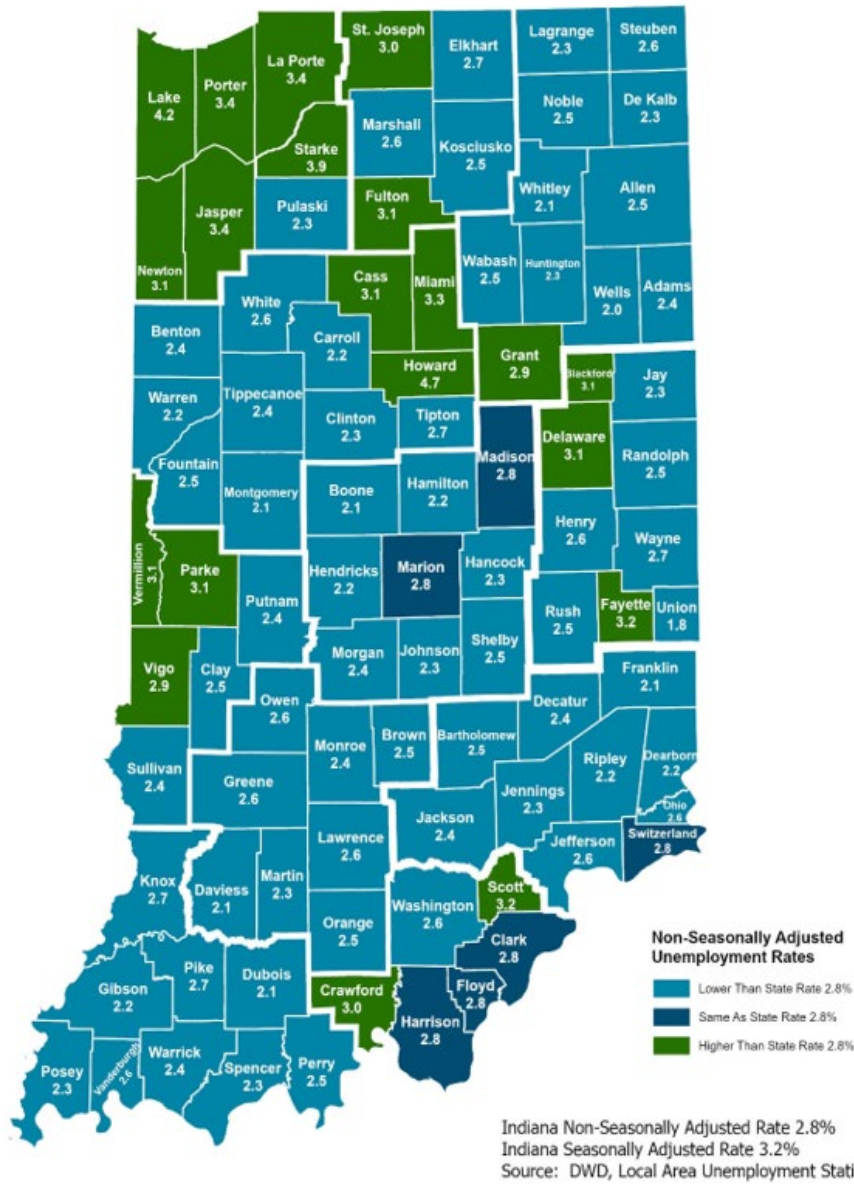 St. Joseph
3.0
Elkhart
2.7
Lagrange
2.3
Steuben
2.6
La Porte
3.4
Porter
3.4
Lake
4.2
Noble
2.5
De Kalb
2.3
Marshall
2.6
Kosciusko
2.5
Starke
3.9
Whitley
2.1
Allen
2.5
Fulton
3.1
Pulaski
2.3
Jasper
3.4
Newton
3.1
Wabash
2.5
Huntington
2.3
Cass
3.1
Miami
3.3
Wells
2.0
Adams
2.4
White
2.6
Benton
2.4
Carroll
2.2
Howard
4.7
Grant
2.9
Blackford
3.1
Jay
2.3
Warren
2.2
Tippecanoe
2.4
Clinton
2.3
Tipton
2.7
Madison
2.8
Delaware
3.1
Randolph
2.5
Fountain
2.5
Montgomery
2.1
Boone
2.1
Hamilton
2.2
Henry
2.6
Wayne
2.7
Vermillion
3.1
Parke
3.1
Putnam
2.4
Hendricks
2.2
Marion
2.8
Hancock
2.3
Rush
2.5
Fayette
3.2
Union
1.8
Vigo
2.9
Clay
2.5
Morgan
2.4
Johnson
2.3
Shelby
2.5
Franklin
2.1
Owen
2.6
Decatur
2.4
Monroe
2.4
Brown
2.5
Bartholomew
2.5
Ripley
2.2
Dearborn
2.2
Sullivan
2.4
Greene
2.6
Jennings
2.3
Ohio
2.6
Jackson
2.4
Switzerland
2.8
Jefferson
2.6
Lawrence
2.6
Knox
2.7
Daviess
2.1
Martin
2.3
Scott
3.2
Washington
2.6
Orange
2.5
Clark
2.8
Pike
2.7
Dubois
2.1
Gibson
2.2
Crawford
3.0
Floyd
2.8
Harrison
2.8
Posey
2.3
Vanderburgh
2.6
Warrick
2.4
Spencer
2.3
Perry
2.5
Non-Seasonally Adjusted
Unemployment Rates
Lower Than State Rate 2.8%
Same As State Rate 2.8%
Higher Than State Rate 2.8%
Indiana Non-Seasonally Adjusted Rate 2.8%
Indiana Seasonally Adjusted Rate 3.2%
Source: DWD, Local Area Unemployment Stati